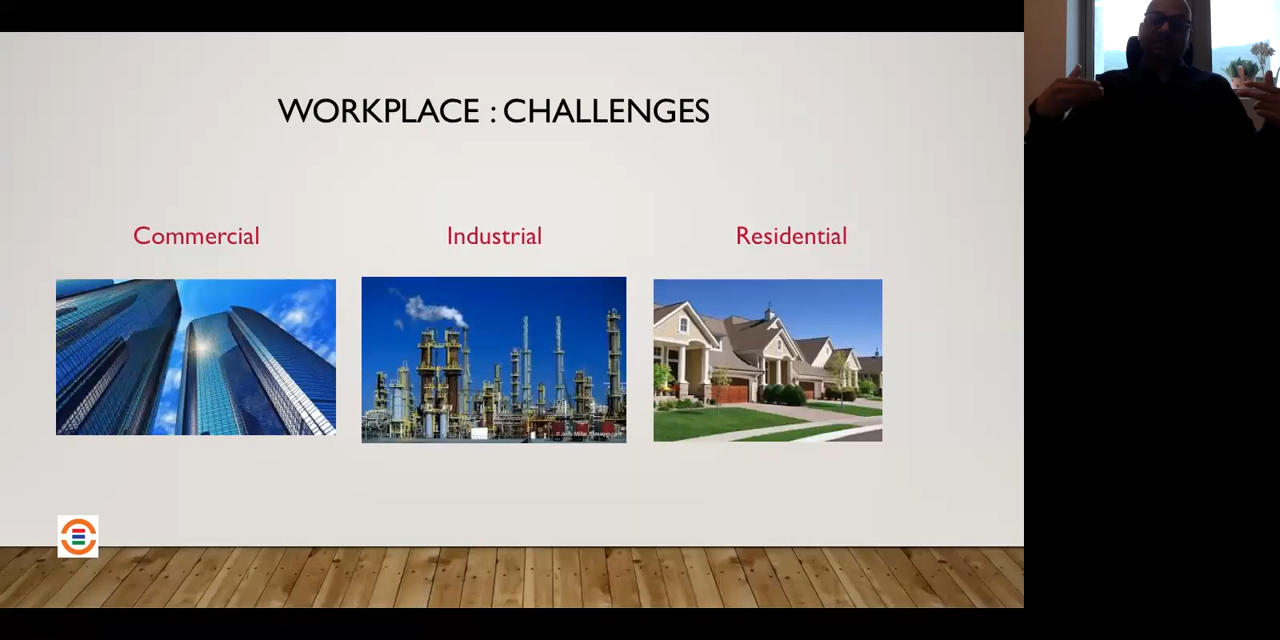 WORKPLACE : CHALLENGES
Commercial
Industrial
Residential